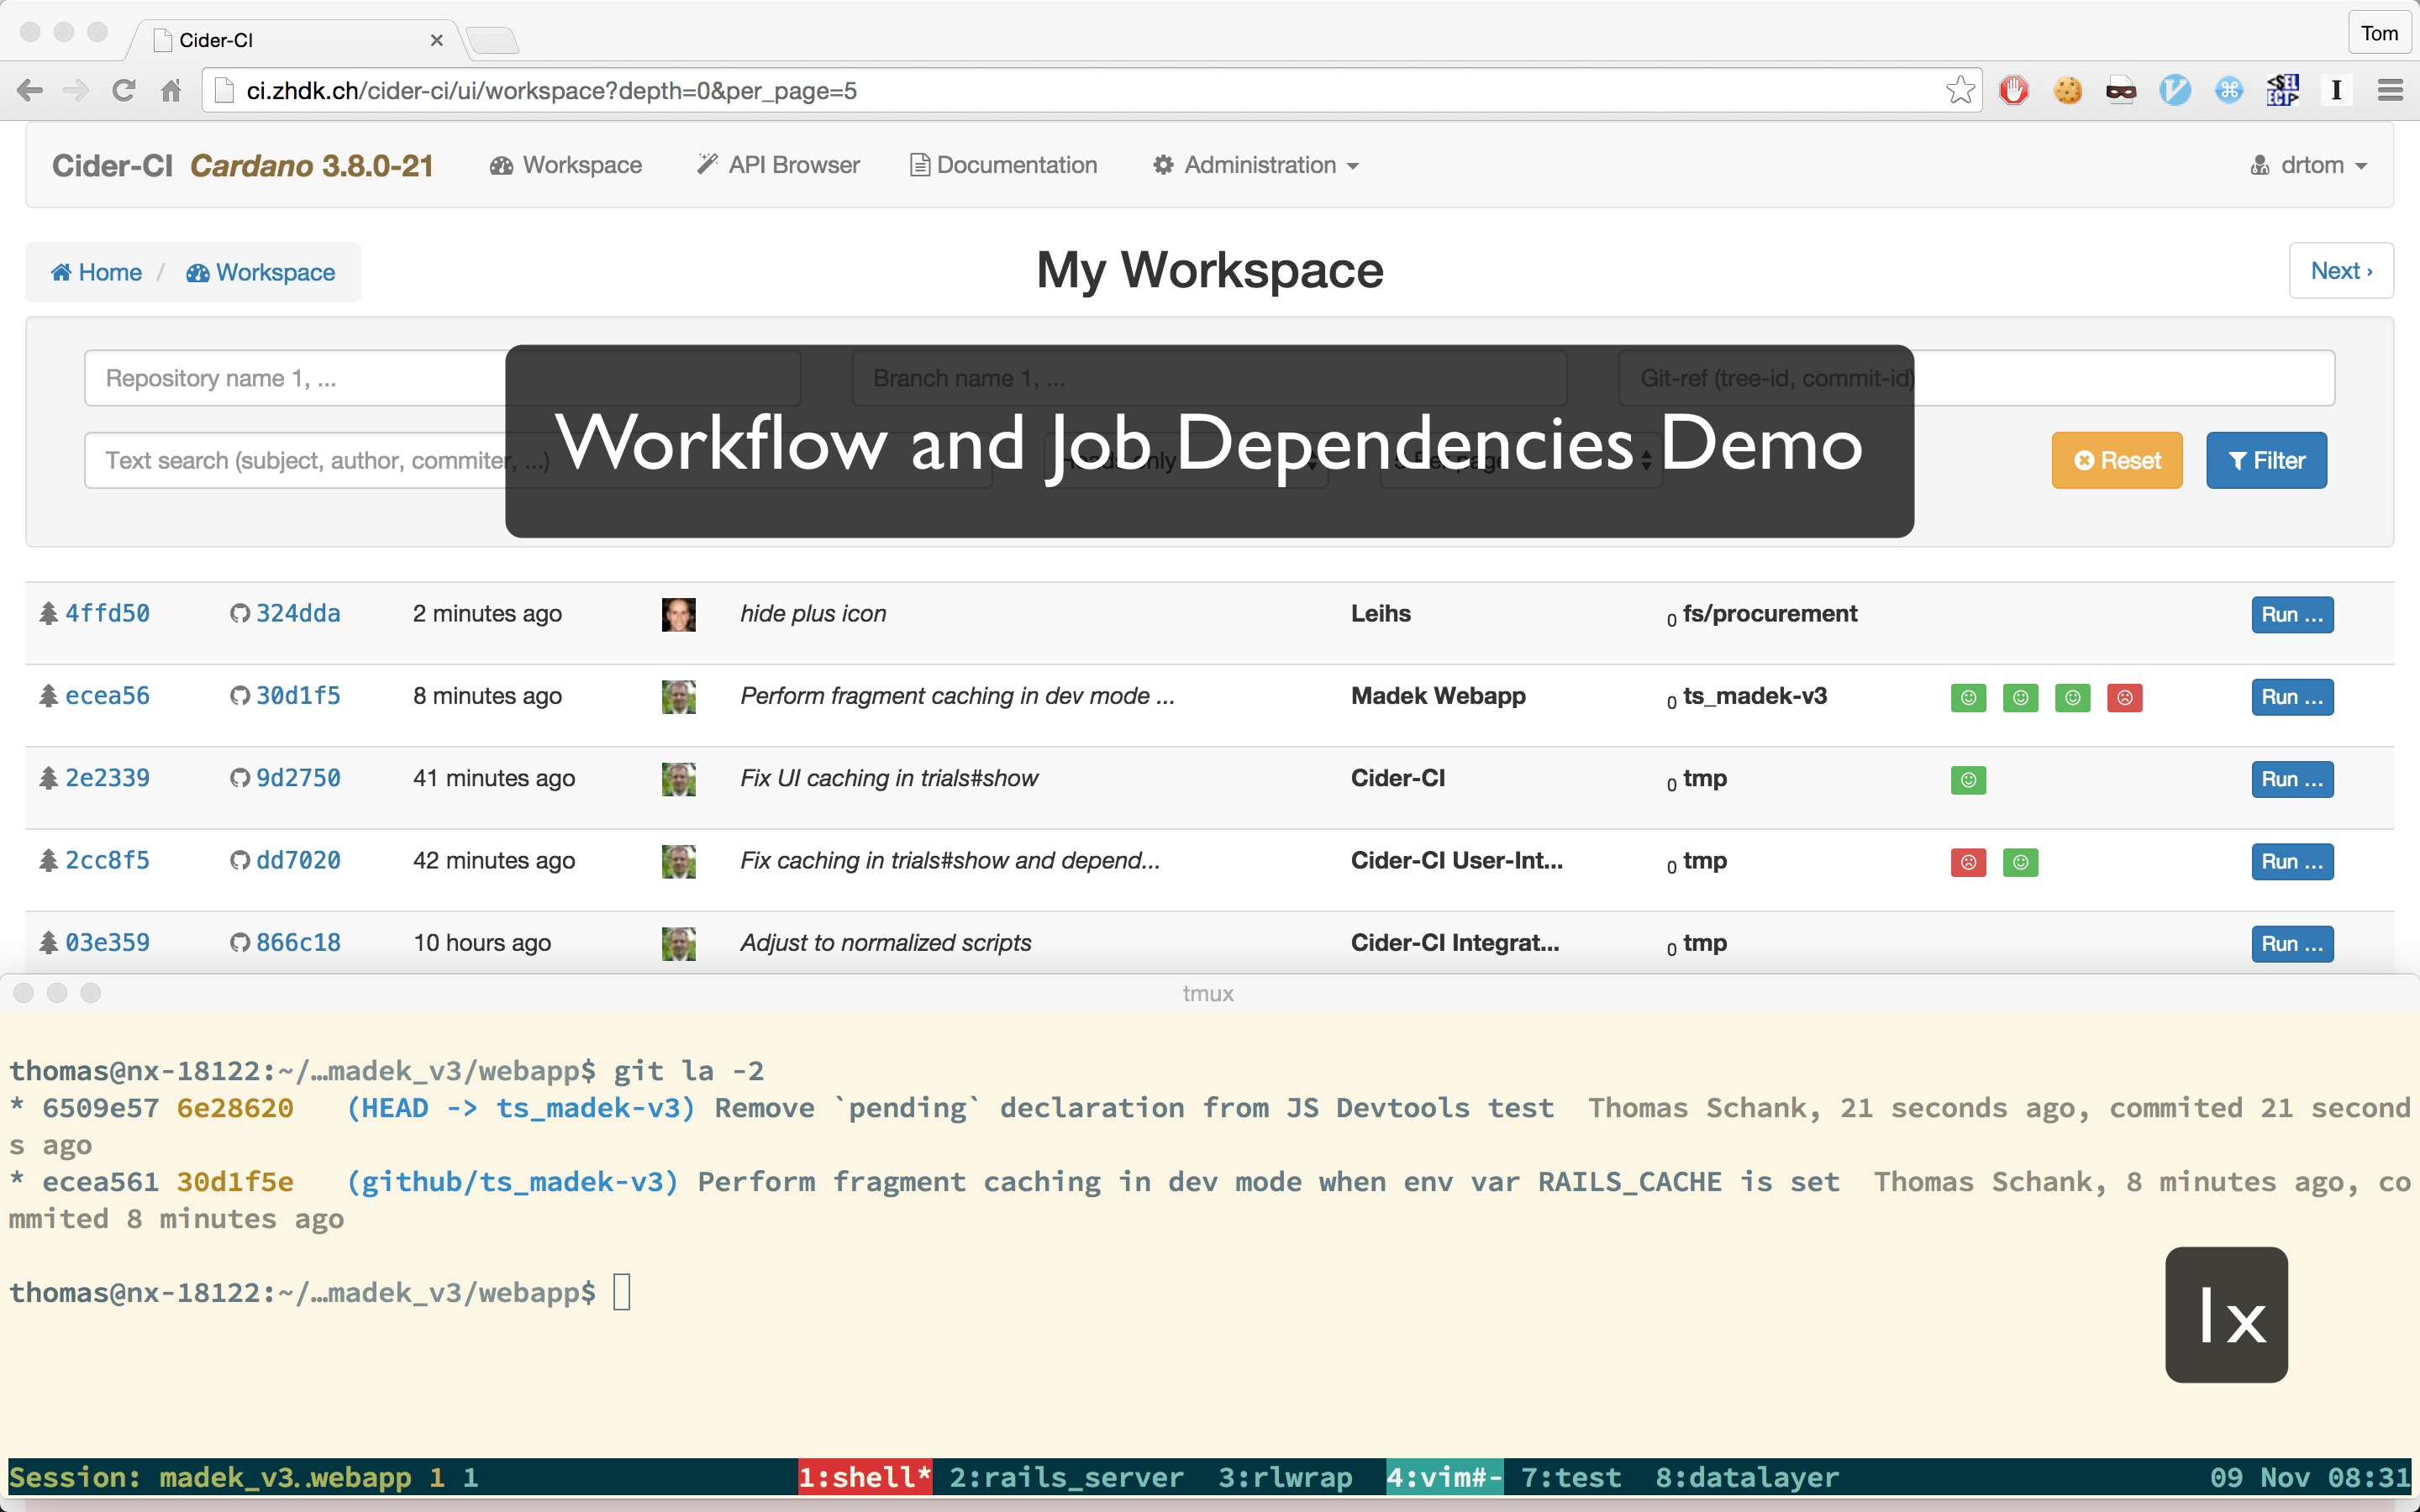 Cider-CI
Tom
ci.zhdk.ch/cider-ci/ui/workspace?depth=0&per_page=5
<SEL
ECT>
I
Cider-CI Cardano 3.8.0-21 Workspace API Browser Documentation Administration drtom
Home / Workspace
My Workspace
Next ›
Repository name 1, ... Branch name 1, ... Git-ref (tree-id, commit-id)
Workflow and Job Dependencies Demo
Text search (subject, author, commiter, ...) Heads only Per page Reset Filter
4ffd50 324dda 2 minutes ago hide plus icon Leihs 0 fs/procurement Run ...
ecea56 30d1f5 8 minutes ago Perform fragment caching in dev mode ... Madek Webapp 0 ts_madek-v3 Run ...
2e2339 9d2750 41 minutes ago Fix UI caching in trials#show Cider-CI 0 tmp Run ...
2cc8f5 dd7020 42 minutes ago Fix caching in trials#show and depend... Cider-CI User-Int... 0 tmp Run ...
03e359 866c18 10 hours ago Adjust to normalized scripts Cider-CI Integrat... 0 tmp Run ...
tmux
thomas@nx-18122:~/…madek_v3/webapp$ git la -2
* 6509e57 6e28620 (HEAD -> ts_madek-v3) Remove `pending` declaration from JS Devtools test Thomas Schank, 21 seconds ago, commited 21 second
s ago
* ecea561 30d1f5e (github/ts_madek-v3) Perform fragment caching in dev mode when env var RAILS_CACHE is set Thomas Schank, 8 minutes ago, co
mmited 8 minutes ago
thomas@nx-18122:~/…madek_v3/webapp$
1x
Session: madek_v3..webapp 1 1 1:shell* 2:rails_server 3:rlwrap 4:vim#- 7:test 8:datalayer 09 Nov 08:31